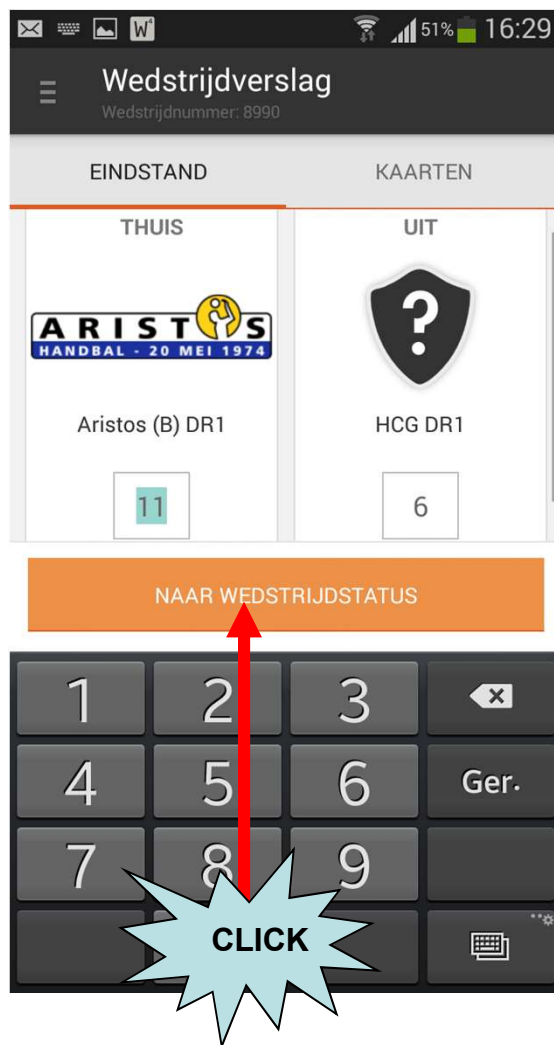 51% 16:29
Wedstrijdverslag
Wedstrijdnummer: 8990
EINDSTAND KAARTEN
THUIS UIT
ARISTOS
HANDBAL - 20 MEI 1974
?
Aristos (B) DR1 HCG DR1
11 6
NAAR WEDSTRIJDSTATUS
1 2 3
4 5 6 Ger.
7 8 9
CLICK